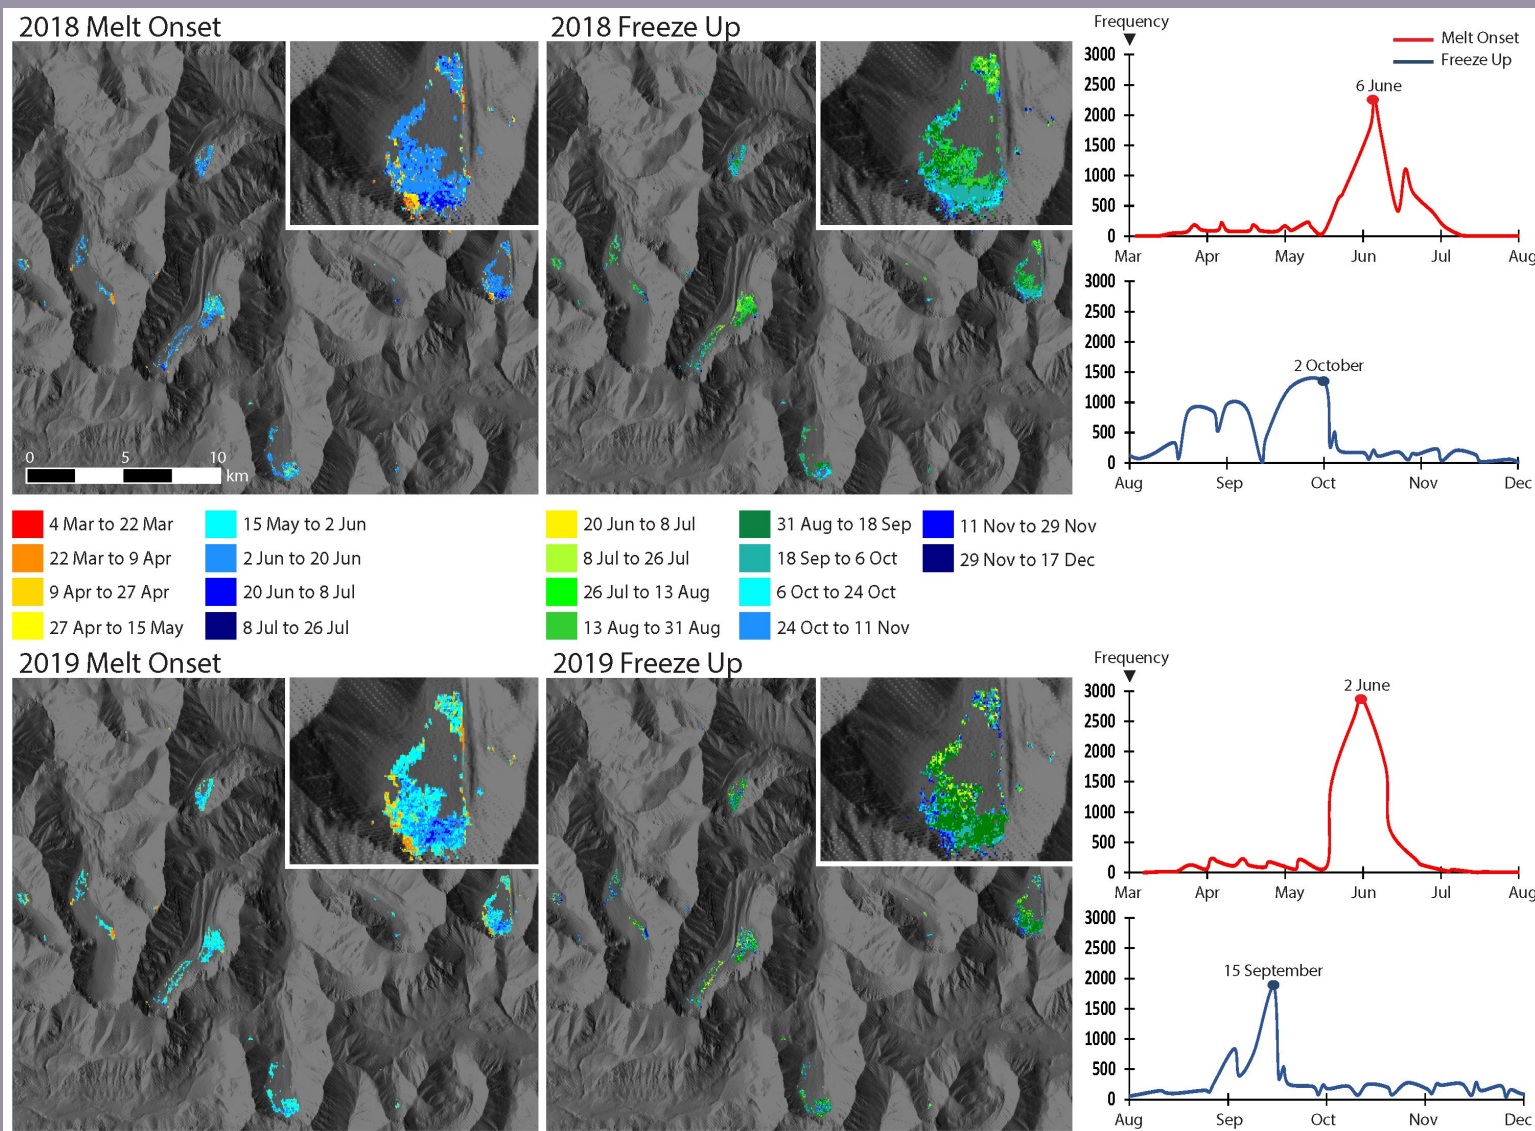 2018 Melt Onset
2018 Freeze Up
Frequency
Melt Onset
Freeze Up
3000
2500
2000
1500
1000
500
0
6 June
Mar Apr May Jun Jul Aug
3000
2500
2000
1500
1000
500
0
2 October
Aug Sep Oct Nov Dec
0 5 10
km
4 Mar to 22 Mar
22 Mar to 9 Apr
9 Apr to 27 Apr
27 Apr to 15 May
15 May to 2 Jun
2 Jun to 20 Jun
20 Jun to 8 Jul
8 Jul to 26 Jul
20 Jun to 8 Jul
8 Jul to 26 Jul
26 Jul to 13 Aug
13 Aug to 31 Aug
31 Aug to 18 Sep
18 Sep to 6 Oct
6 Oct to 24 Oct
24 Oct to 11 Nov
11 Nov to 29 Nov
29 Nov to 17 Dec
2019 Melt Onset
2019 Freeze Up
Frequency
3000
2500
2000
1500
1000
500
0
2 June
Mar Apr May Jun Jul Aug
3000
2500
2000
1500
1000
500
0
15 September
Aug Sep Oct Nov Dec